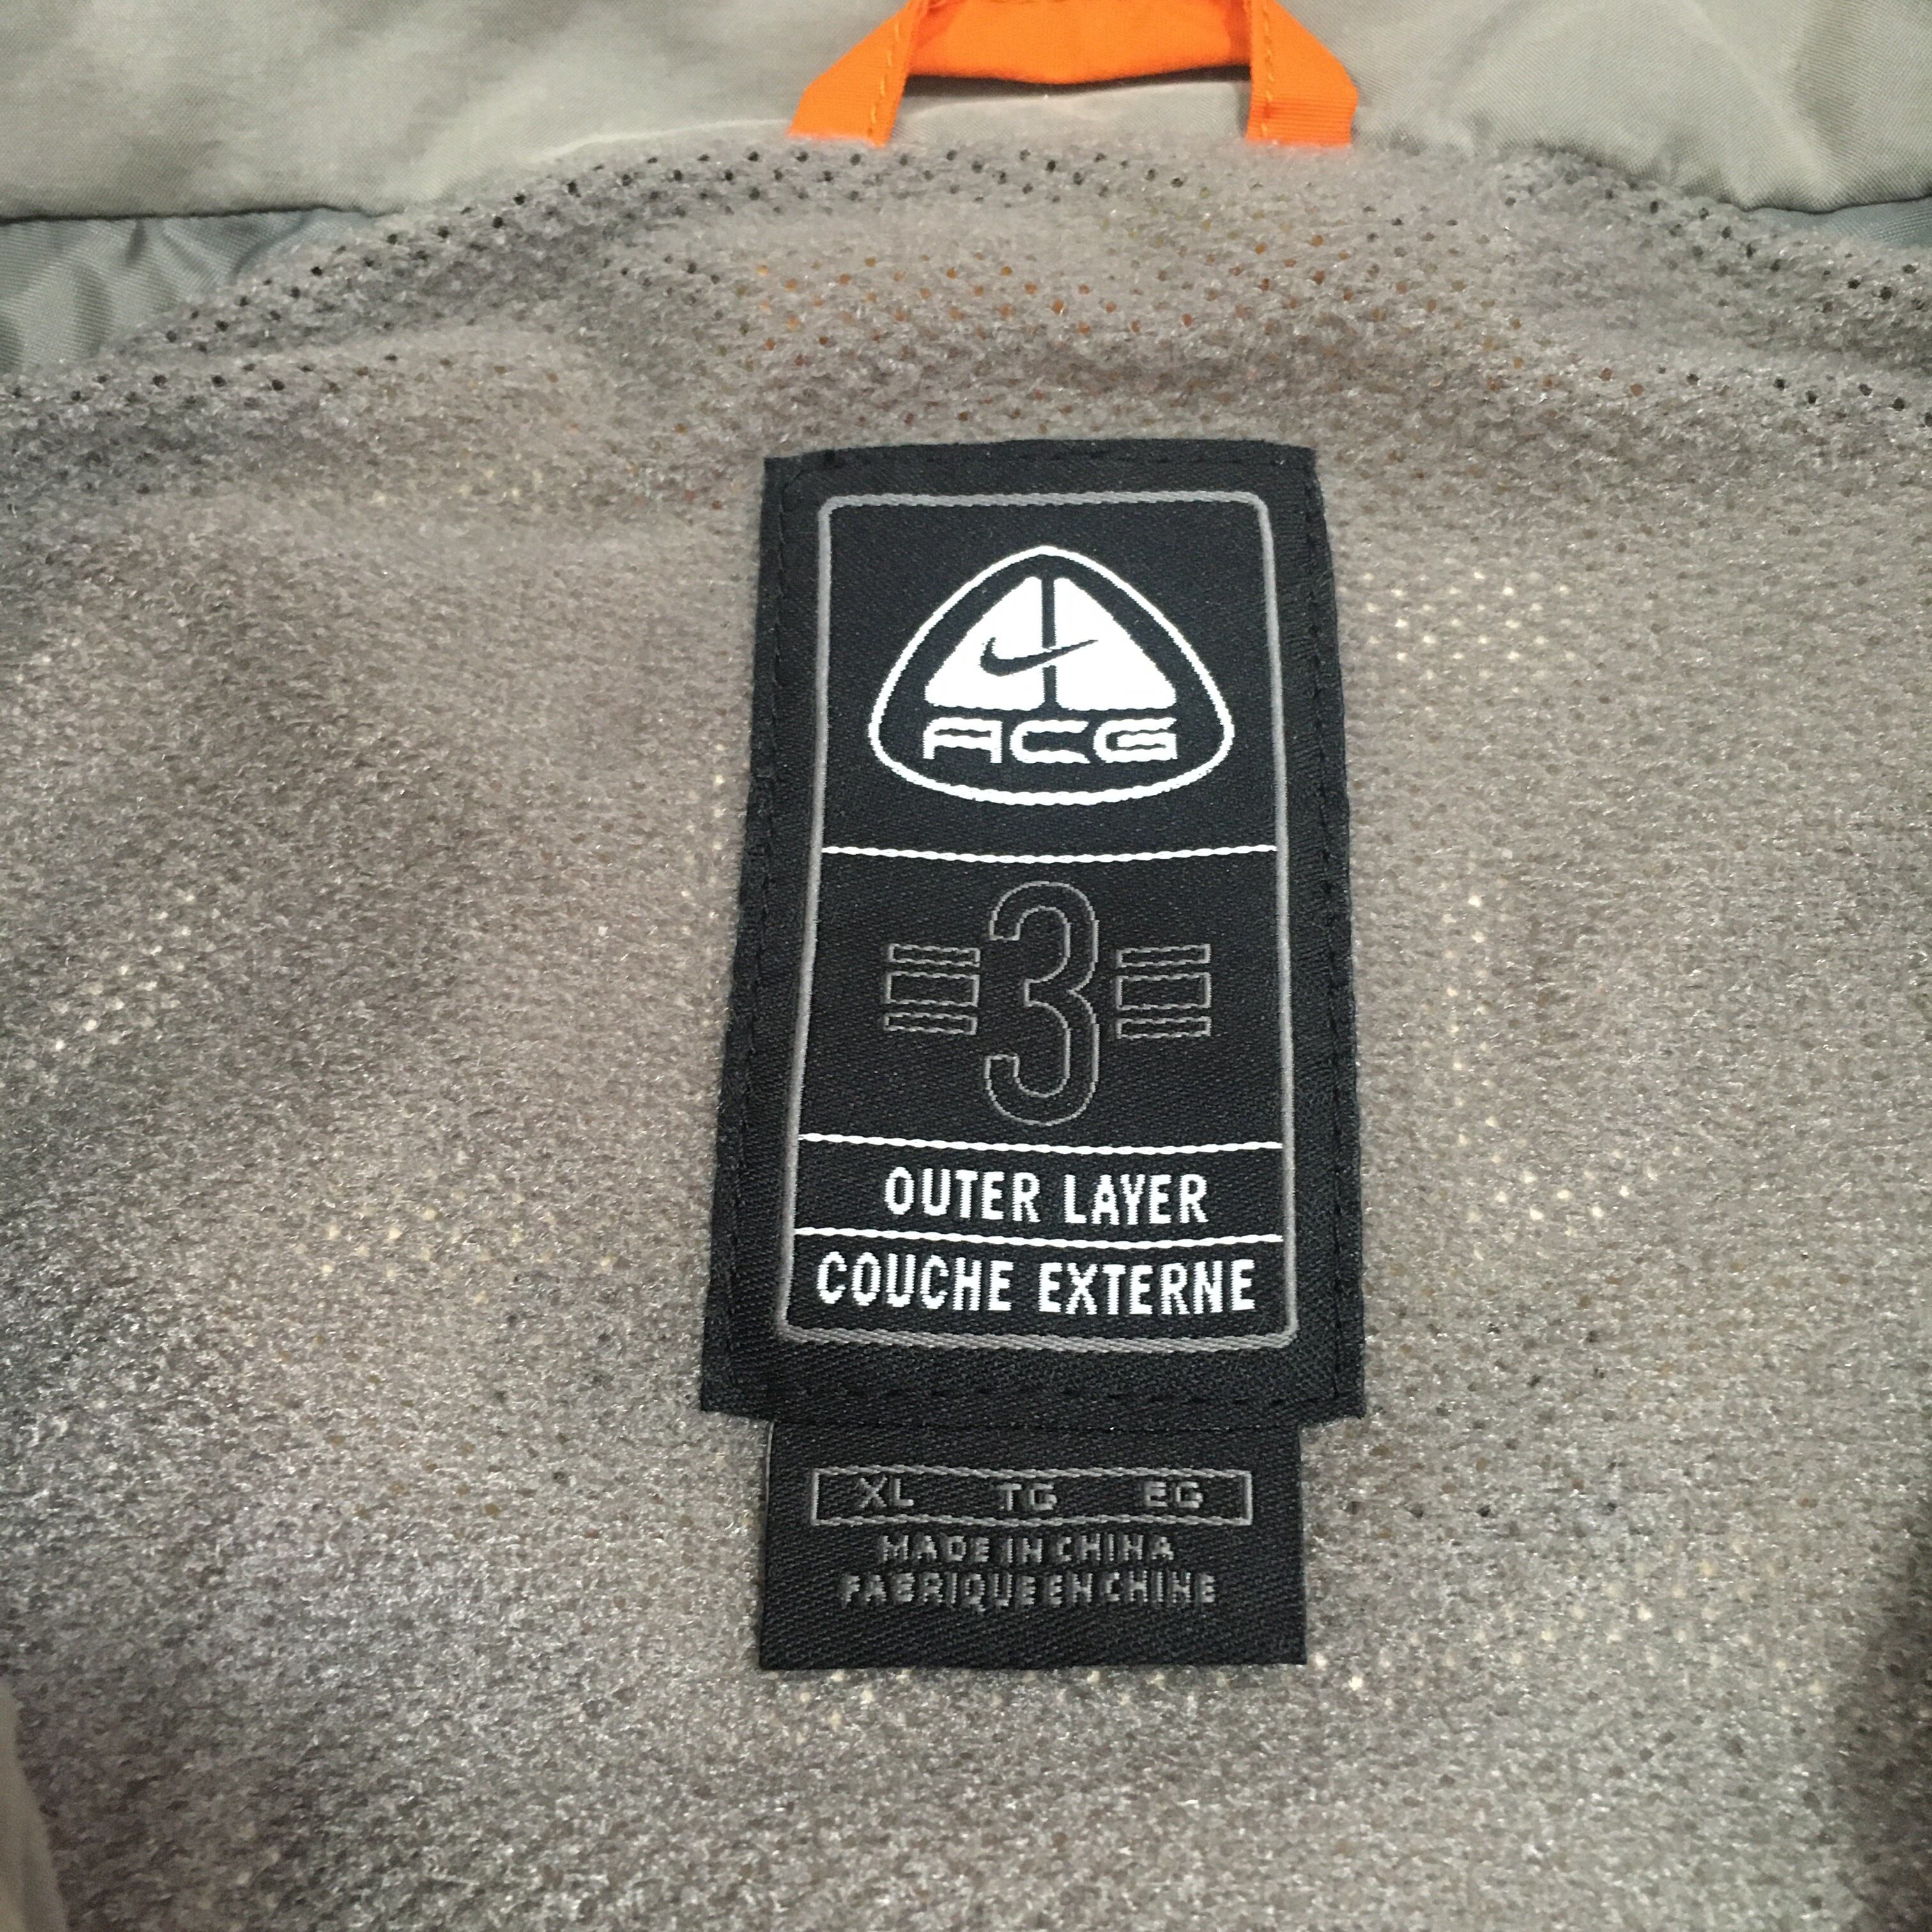 ACG
3
OUTER LAYER
COUCHE EXTERNE
XL TG EG
MADE IN CHINA
FABRIQUE EN CHINE